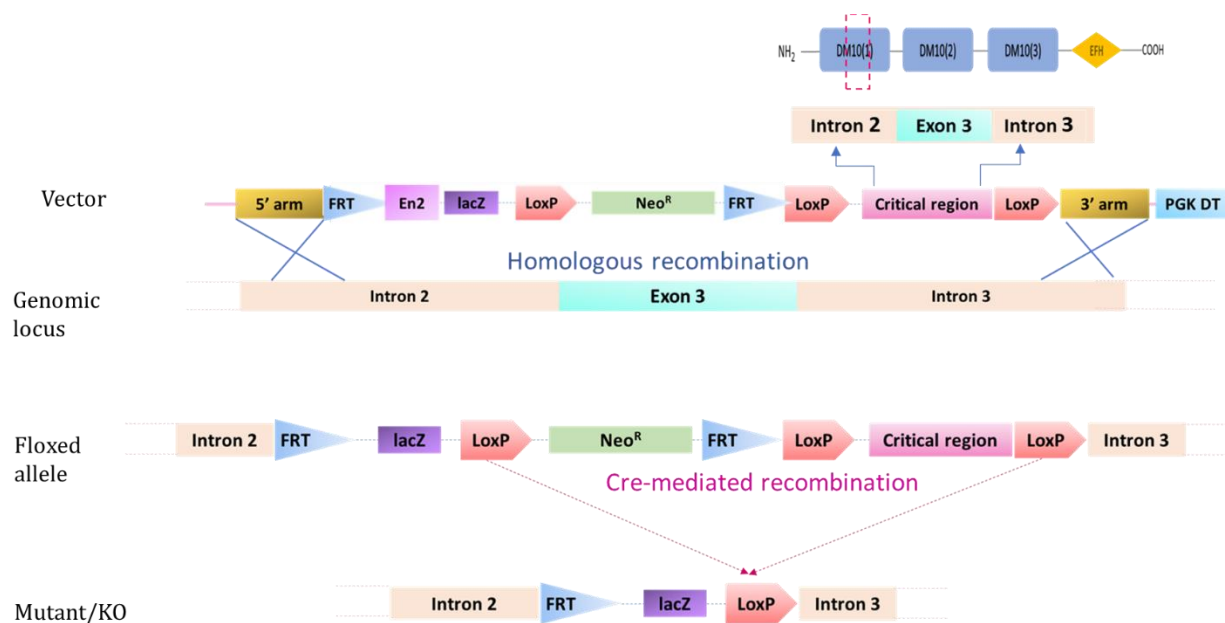 NH2 DM10(1) DM10(2) DM10(3) EFH COOH
Intron 2 Exon 3 Intron 3
Vector 5' arm FRT En2 lacZ LoxP NeoR FRT LoxP Critical region LoxP 3' arm PGK DT
Homologous recombination
Genomic
locus
Intron 2 Exon 3 Intron 3
Floxed
allele
Intron 2 FRT lacZ LoxP NeoR FRT LoxP Critical region LoxP Intron 3
Cre-mediated recombination
Mutant/KO Intron 2 FRT lacZ LoxP Intron 3